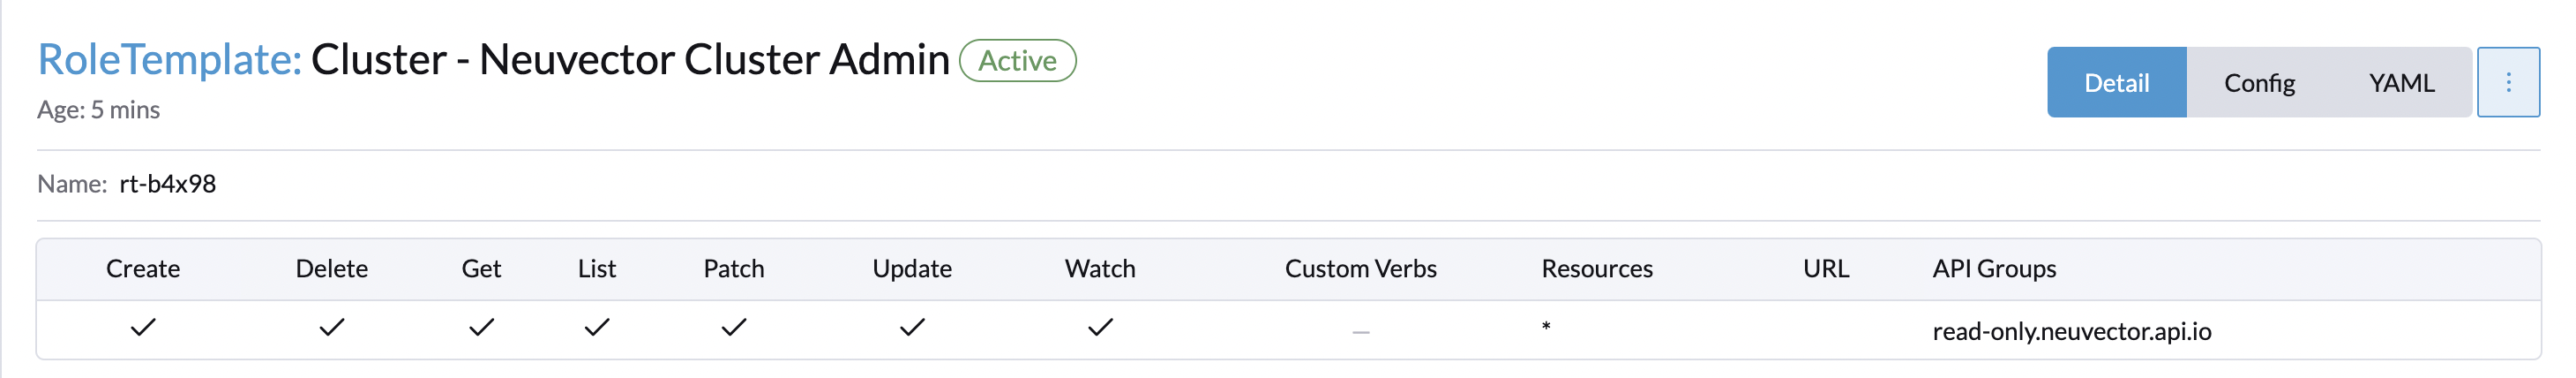 RoleTemplate: Cluster - Neuvector Cluster Admin Active
Detail Config YAML
Age: 5 mins
Name: rt-b4x98
Create Delete Get List Patch Update Watch Custom Verbs Resources URL API Groups
✓ ✓ ✓ ✓ ✓ ✓ ✓ — * read-only.neuvector.api.io